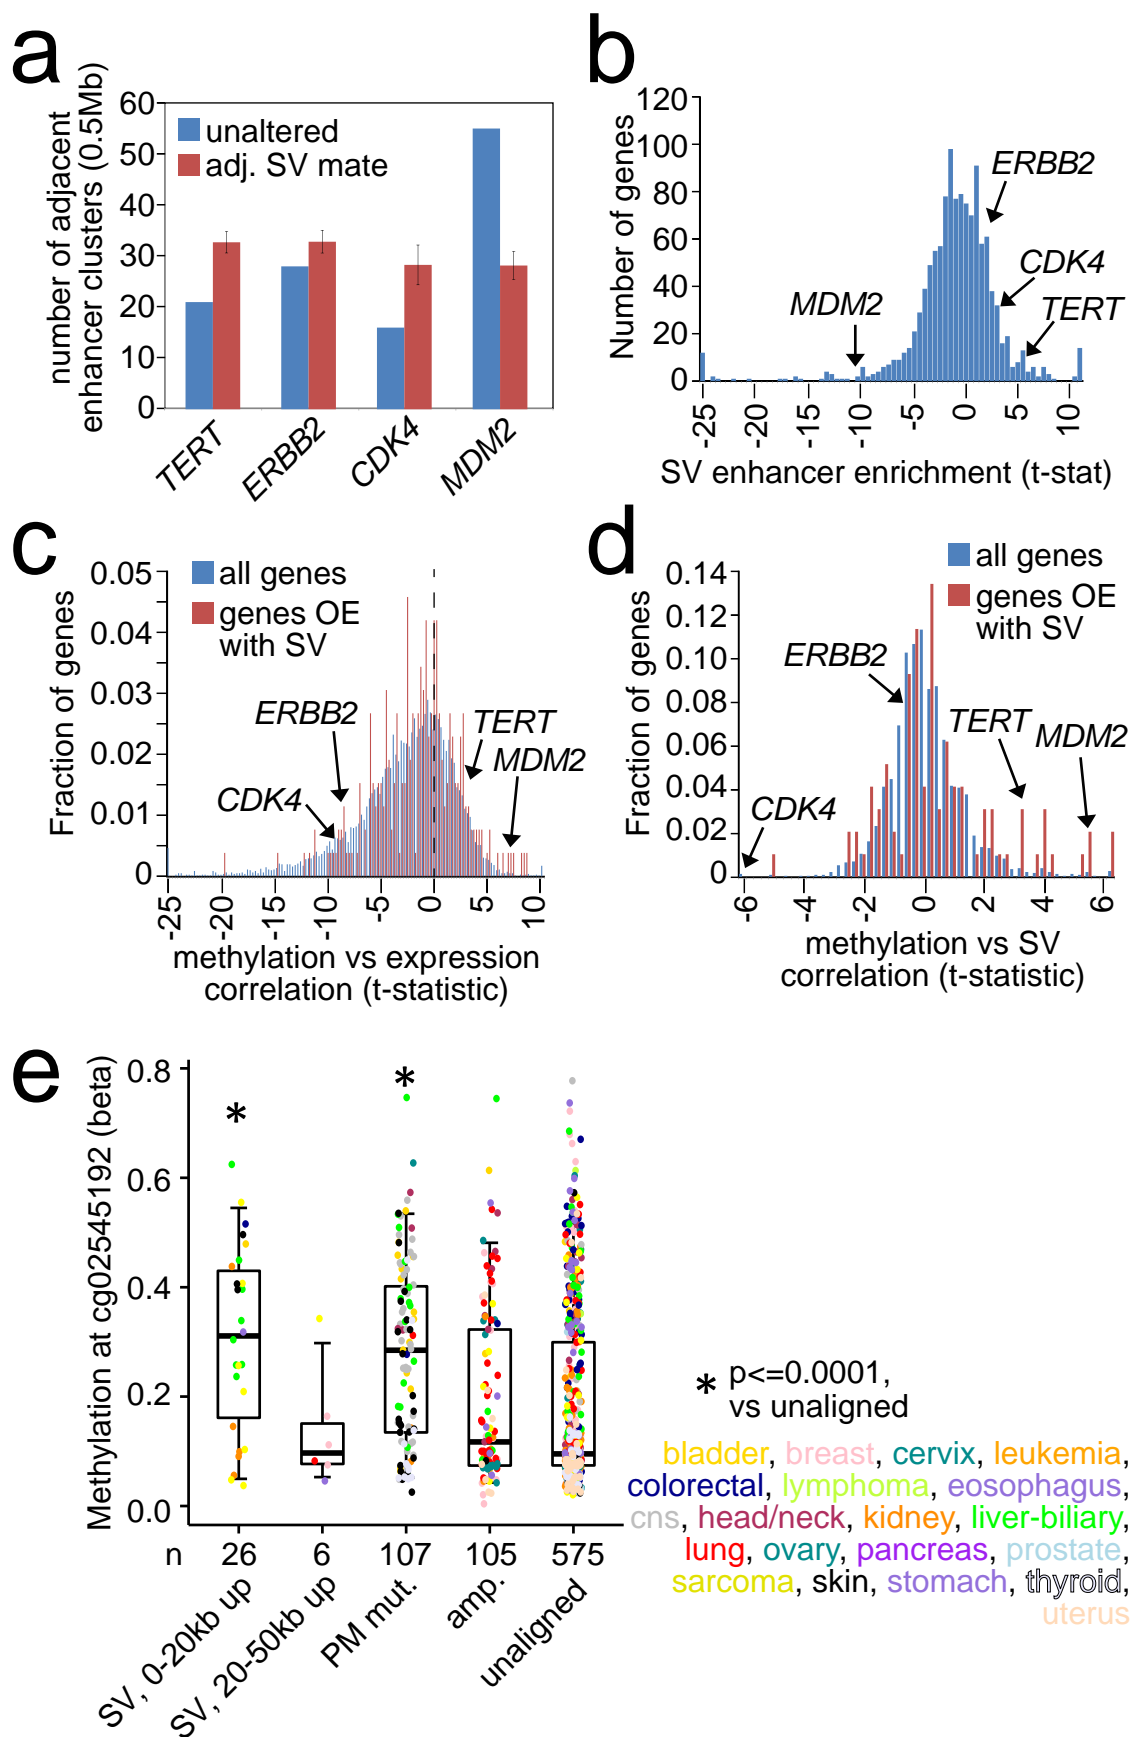 a
number of adjacent
enhancer clusters (0.5Mb)
60
50
40
30
20
10
0
unaltered
adj. SV mate
TERT
ERBB2
CDK4
MDM2
b
Number of genes
120
100
80
60
40
20
0
ERBB2
CDK4
TERT
MDM2
-25
-20
-15
-10
-5
0
5
10
SV enhancer enrichment (t-stat)
c
Fraction of genes
0.05
0.04
0.03
0.02
0.01
0
all genes
genes OE
with SV
ERBB2
CDK4
TERT
MDM2
-25
-20
-15
-10
-5
0
5
10
methylation vs expression
correlation (t-statistic)
d
Fraction of genes
0.14
0.12
0.10
0.08
0.06
0.04
0.02
0
all genes
genes OE
with SV
ERBB2
TERT
MDM2
CDK4
-6
-4
-2
0
2
4
6
methylation vs SV
correlation (t-statistic)
e
Methylation at cg02545192 (beta)
0.8
0.6
0.4
0.2
0.0
*
*
n 26 6 107 105 575
SV, 0-20kb up
SV, 20-50kb up
PM mut.
amp.
unaligned
* p<=0.0001,
vs unaligned
bladder, breast, cervix, leukemia,
colorectal, lymphoma, eosophagus,
cns, head/neck, kidney, liver-biliary,
lung, ovary, pancreas, prostate,
sarcoma, skin, stomach, thyroid,
uterus